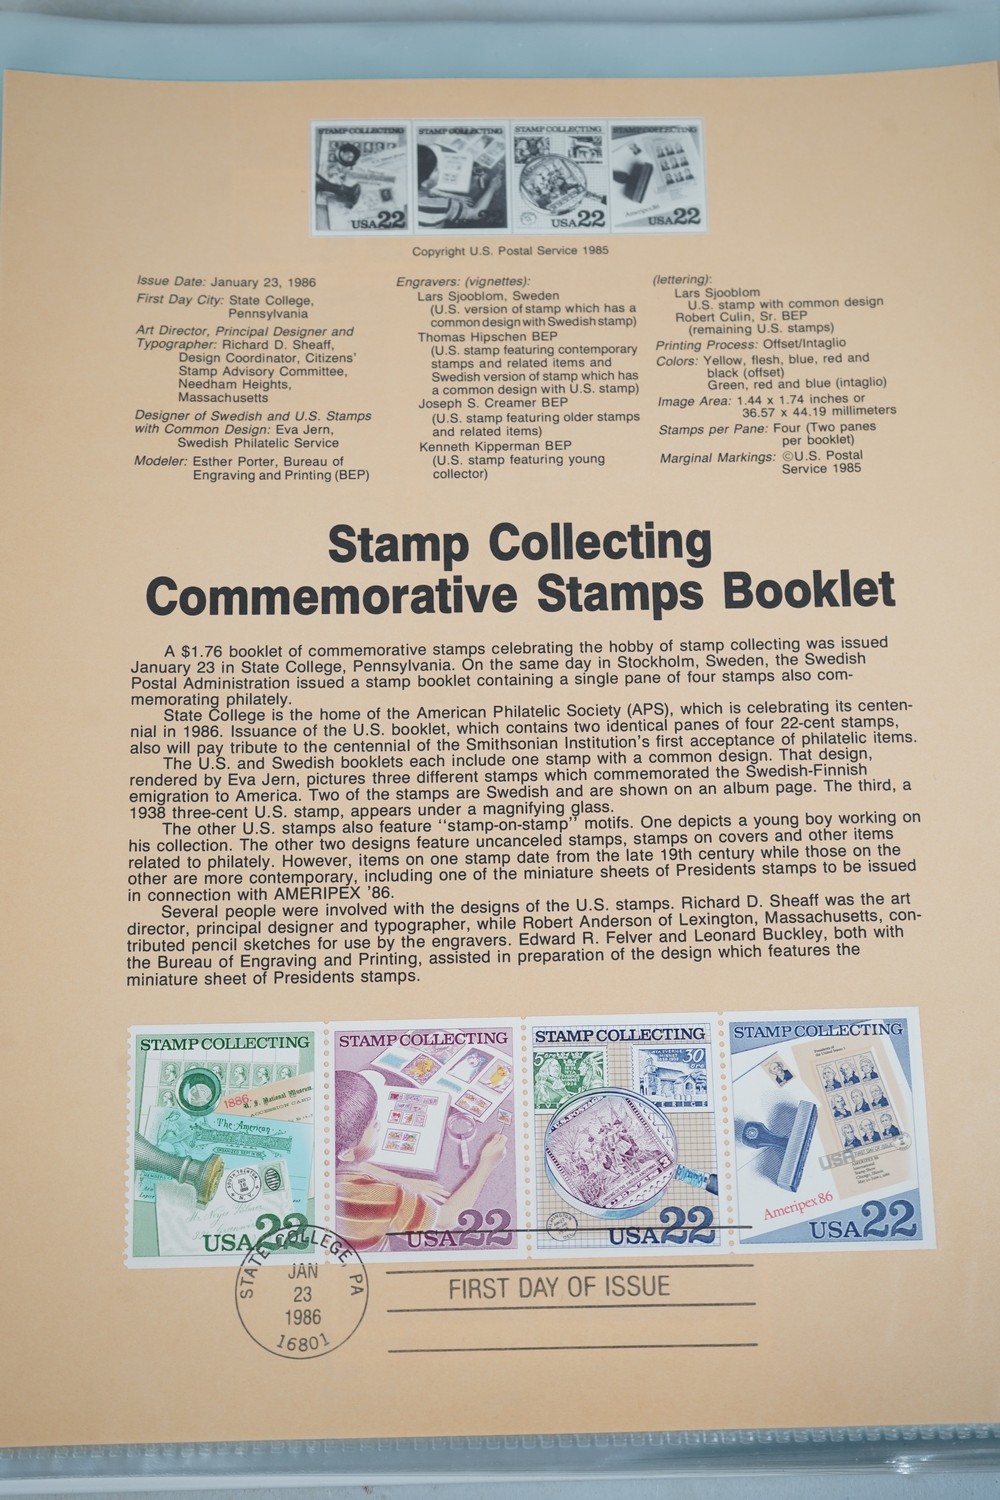 STAMP COLLECTING STAMP COLLECTING STAMP COLLECTING STAMP COLLECTING
USA22 22 USA22 Ameripex86 USA22
Copyright U.S. Postal Service 1985
Issue Date: January 23, 1986
First Day City: State College,
Pennsylvania
Art Director, Principal Designer and
Typographer: Richard D. Sheaff,
Design Coordinator, Citizens'
Stamp Advisory Committee,
Needham Heights,
Massachusetts
Designer of Swedish and U.S. Stamps
with Common Design: Eva Jern,
Swedish Philatelic Service
Modeler: Esther Porter, Bureau of
Engraving and Printing (BEP)
Engravers: (vignettes):
Lars Sjooblom, Sweden
(U.S. version of stamp which has a
common design with Swedish stamp)
Thomas Hipschen BEP
(U.S. stamp featuring contemporary
stamps and related items and
Swedish version of stamp which has
a common design with U.S. stamp)
Joseph S. Creamer BEP
(U.S. stamp featuring older stamps
and related items)
Kenneth Kipperman BEP
(U.S. stamp featuring young
collector)
(lettering):
Lars Sjooblom
U.S. stamp with common design
Robert Culin, Sr. BEP
(remaining U.S. stamps)
Printing Process: Offset/Intaglio
Colors: Yellow, flesh, blue, red and
black (offset)
Green, red and blue (intaglio)
Image Area: 1.44 x 1.74 inches or
36.57 x 44.19 millimeters
Stamps per Pane: Four (Two panes
per booklet)
Marginal Markings: ©U.S. Postal
Service 1985
Stamp Collecting
Commemorative Stamps Booklet
A $1.76 booklet of commemorative stamps celebrating the hobby of stamp collecting was issued
January 23 in State College, Pennsylvania. On the same day in Stockholm, Sweden, the Swedish
Postal Administration issued a stamp booklet containing a single pane of four stamps also com-
memorating philately.
State College is the home of the American Philatelic Society (APS), which is celebrating its centen-
nial in 1986. Issuance of the U.S. booklet, which contains two identical panes of four 22-cent stamps,
also will pay tribute to the centennial of the Smithsonian Institution's first acceptance of philatelic items.
The U.S. and Swedish booklets each include one stamp with a common design. That design,
rendered by Eva Jern, pictures three different stamps which commemorated the Swedish-Finnish
emigration to America. Two of the stamps are Swedish and are shown on an album page. The third, a
1938 three-cent U.S. stamp, appears under a magnifying glass.
The other U.S. stamps also feature "stamp-on-stamp" motifs. One depicts a young boy working on
his collection. The other two designs feature uncanceled stamps, stamps on covers and other items
related to philately. However, items on one stamp date from the late 19th century while those on the
other are more contemporary, including one of the miniature sheets of Presidents stamps to be issued
in connection with AMERIPEX '86.
Several people were involved with the designs of the U.S. stamps. Richard D. Sheaff was the art
director, principal designer and typographer, while Robert Anderson of Lexington, Massachusetts, con-
tributed pencil sketches for use by the engravers. Edward R. Felver and Leonard Buckley, both with
the Bureau of Engraving and Printing, assisted in preparation of the design which features the
miniature sheet of Presidents stamps.
STAMP COLLECTING
1886
U. S. National Museum
ACCESSION CARD
The American
USA22
STAMP COLLECTING
USA22
STAMP COLLECTING
30
USA22
STAMP COLLECTING
USA
FIRST DAY OF ISSUE
Ameripex86
USA22
STATE COLLEGE, PA
JAN
23
1986
16801
FIRST DAY OF ISSUE